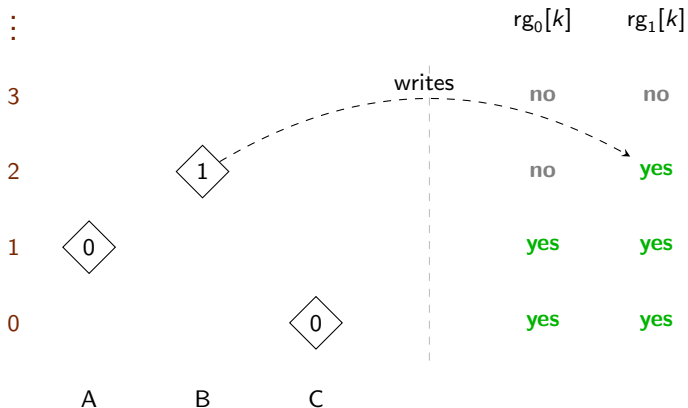 ⋮ rg₀[k] rg₁[k]
writes
3 no no
2 1 no yes
1 0 yes yes
0 0 yes yes
A B C